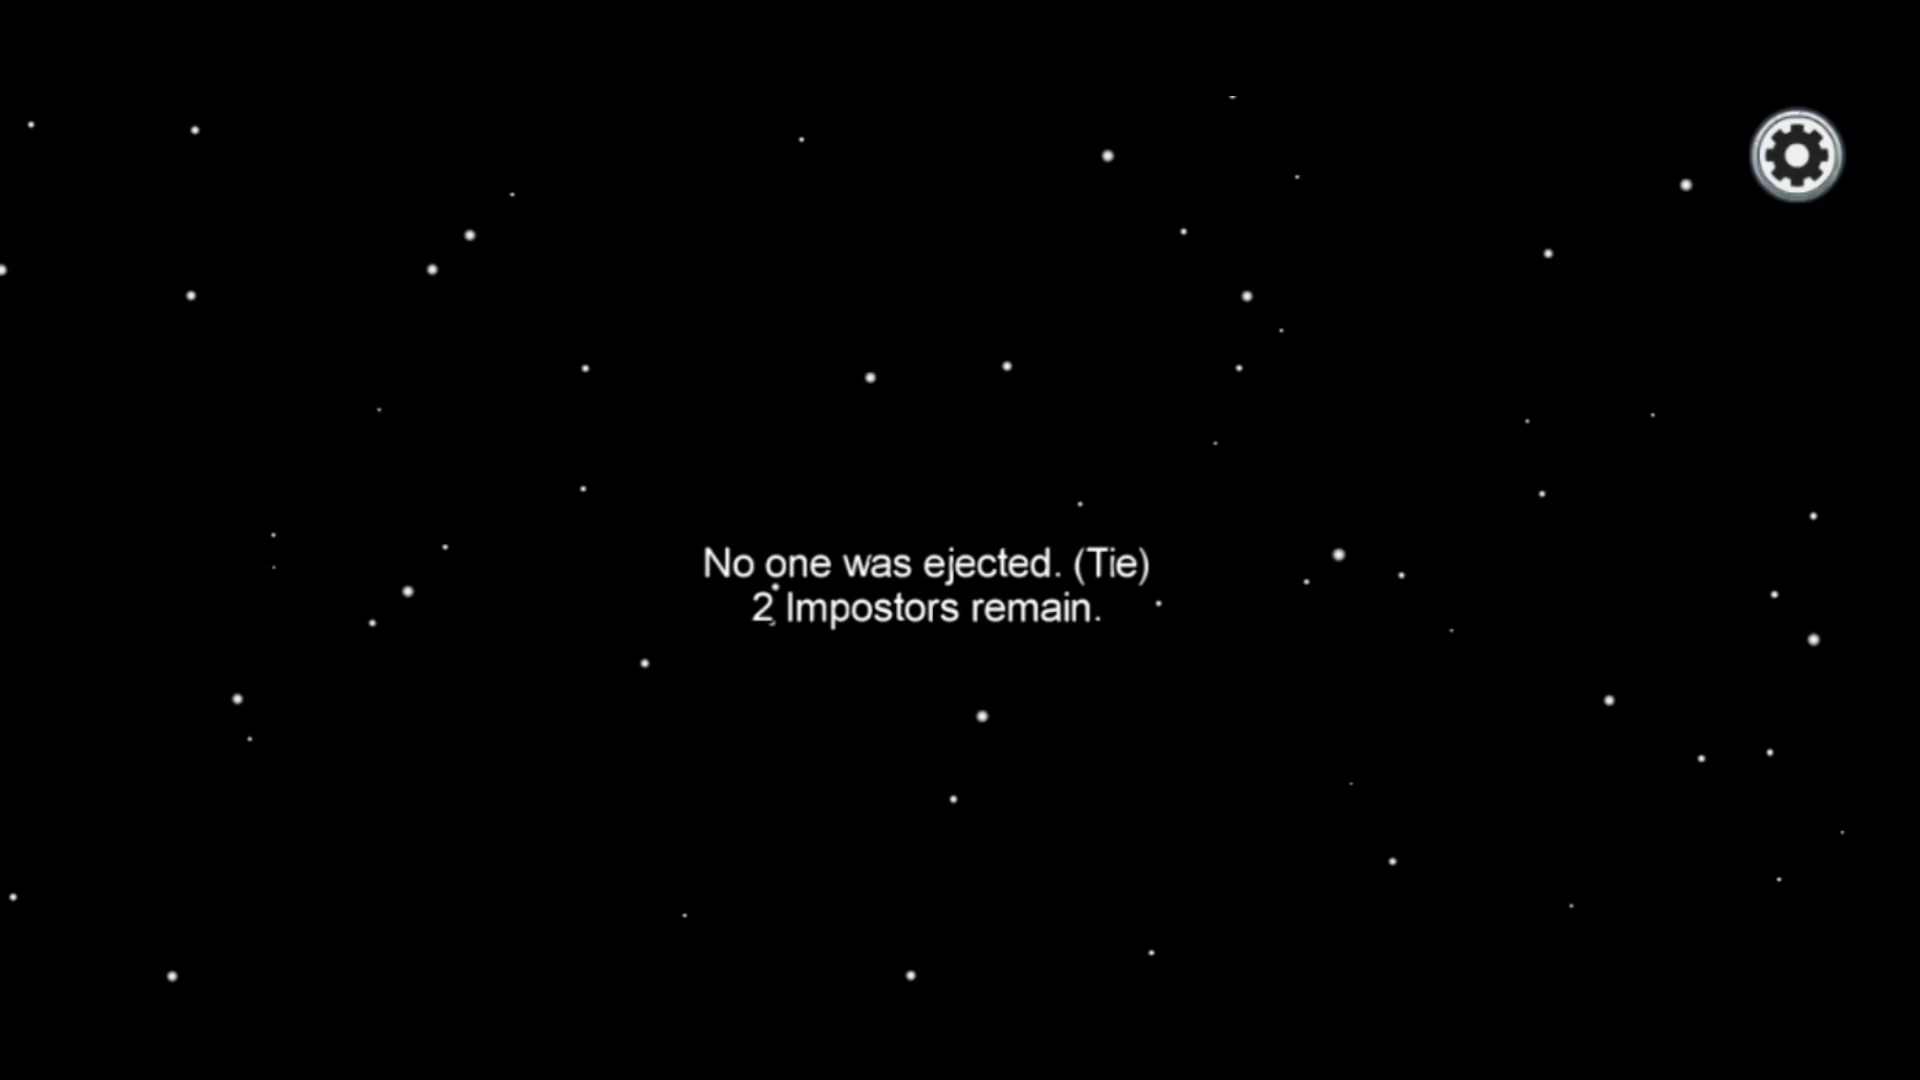 No one was ejected. (Tie)
2 Impostors remain.